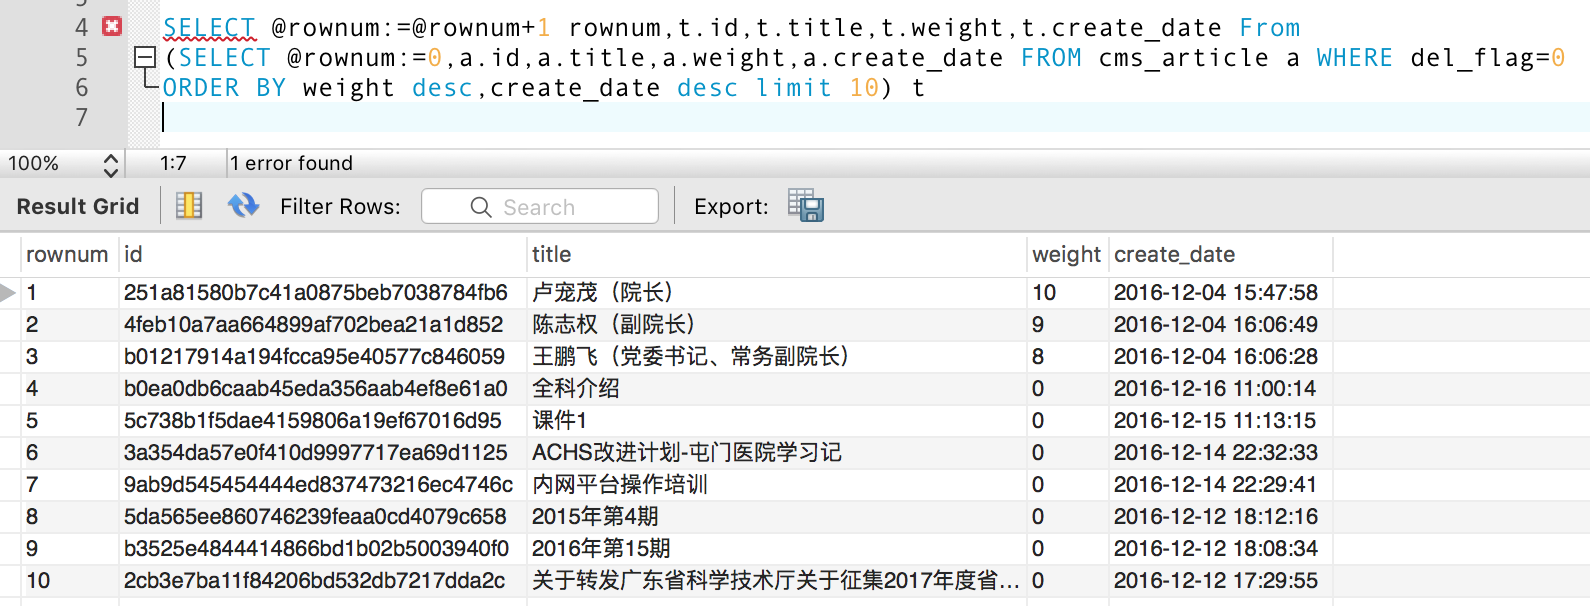 4 SELECT @rownum:=@rownum+1 rownum,t.id,t.title,t.weight,t.create_date From
5 (SELECT @rownum:=0,a.id,a.title,a.weight,a.create_date FROM cms_article a WHERE del_flag=0
6 ORDER BY weight desc,create_date desc limit 10) t
7
100% 1:7 1 error found
Result Grid Filter Rows: Search Export:
rownum id title weight create_date
1 251a81580b7c41a0875beb7038784fb6 卢宠茂（院长） 10 2016-12-04 15:47:58
2 4feb10a7aa664899af702bea21a1d852 陈志权（副院长） 9 2016-12-04 16:06:49
3 b01217914a194fcca95e40577c846059 王鹏飞（党委书记、常务副院长） 8 2016-12-04 16:06:28
4 b0ea0db6caab45eda356aab4ef8e61a0 全科介绍 0 2016-12-16 11:00:14
5 5c738b1f5dae4159806a19ef67016d95 课件1 0 2016-12-15 11:13:15
6 3a354da57e0f410d9997717ea69d1125 ACHS改进计划-屯门医院学习记 0 2016-12-14 22:32:33
7 9ab9d545454444ed837473216ec4746c 内网平台操作培训 0 2016-12-14 22:29:41
8 5da565ee860746239feaa0cd4079c658 2015年第4期 0 2016-12-12 18:12:16
9 b3525e4844414866bd1b02b5003940f0 2016年第15期 0 2016-12-12 18:08:34
10 2cb3e7ba11f84206bd532db7217dda2c 关于转发广东省科学技术厅关于征集2017年度省... 0 2016-12-12 17:29:55